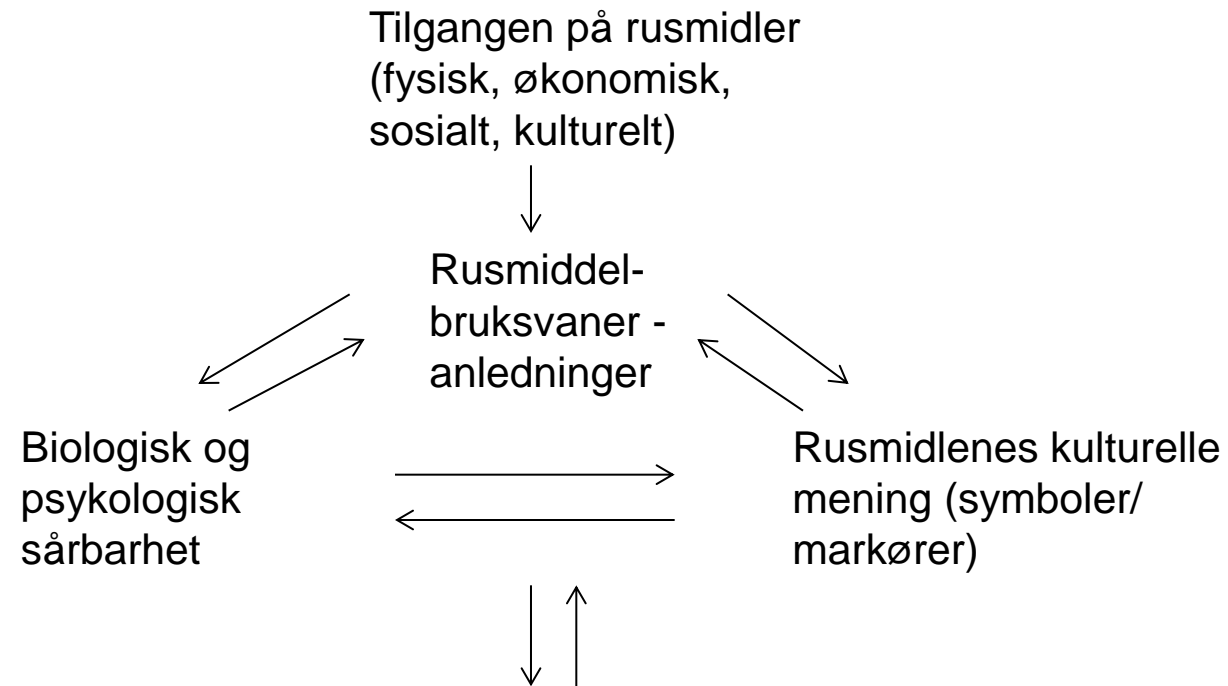 Tilgangen på rusmidler
(fysisk, økonomisk,
sosialt, kulturelt)
Rusmiddel-
bruksvaner -
anledninger
Biologisk og
psykologisk
sårbarhet
Rusmidlenes kulturelle
mening (symboler/
markører)